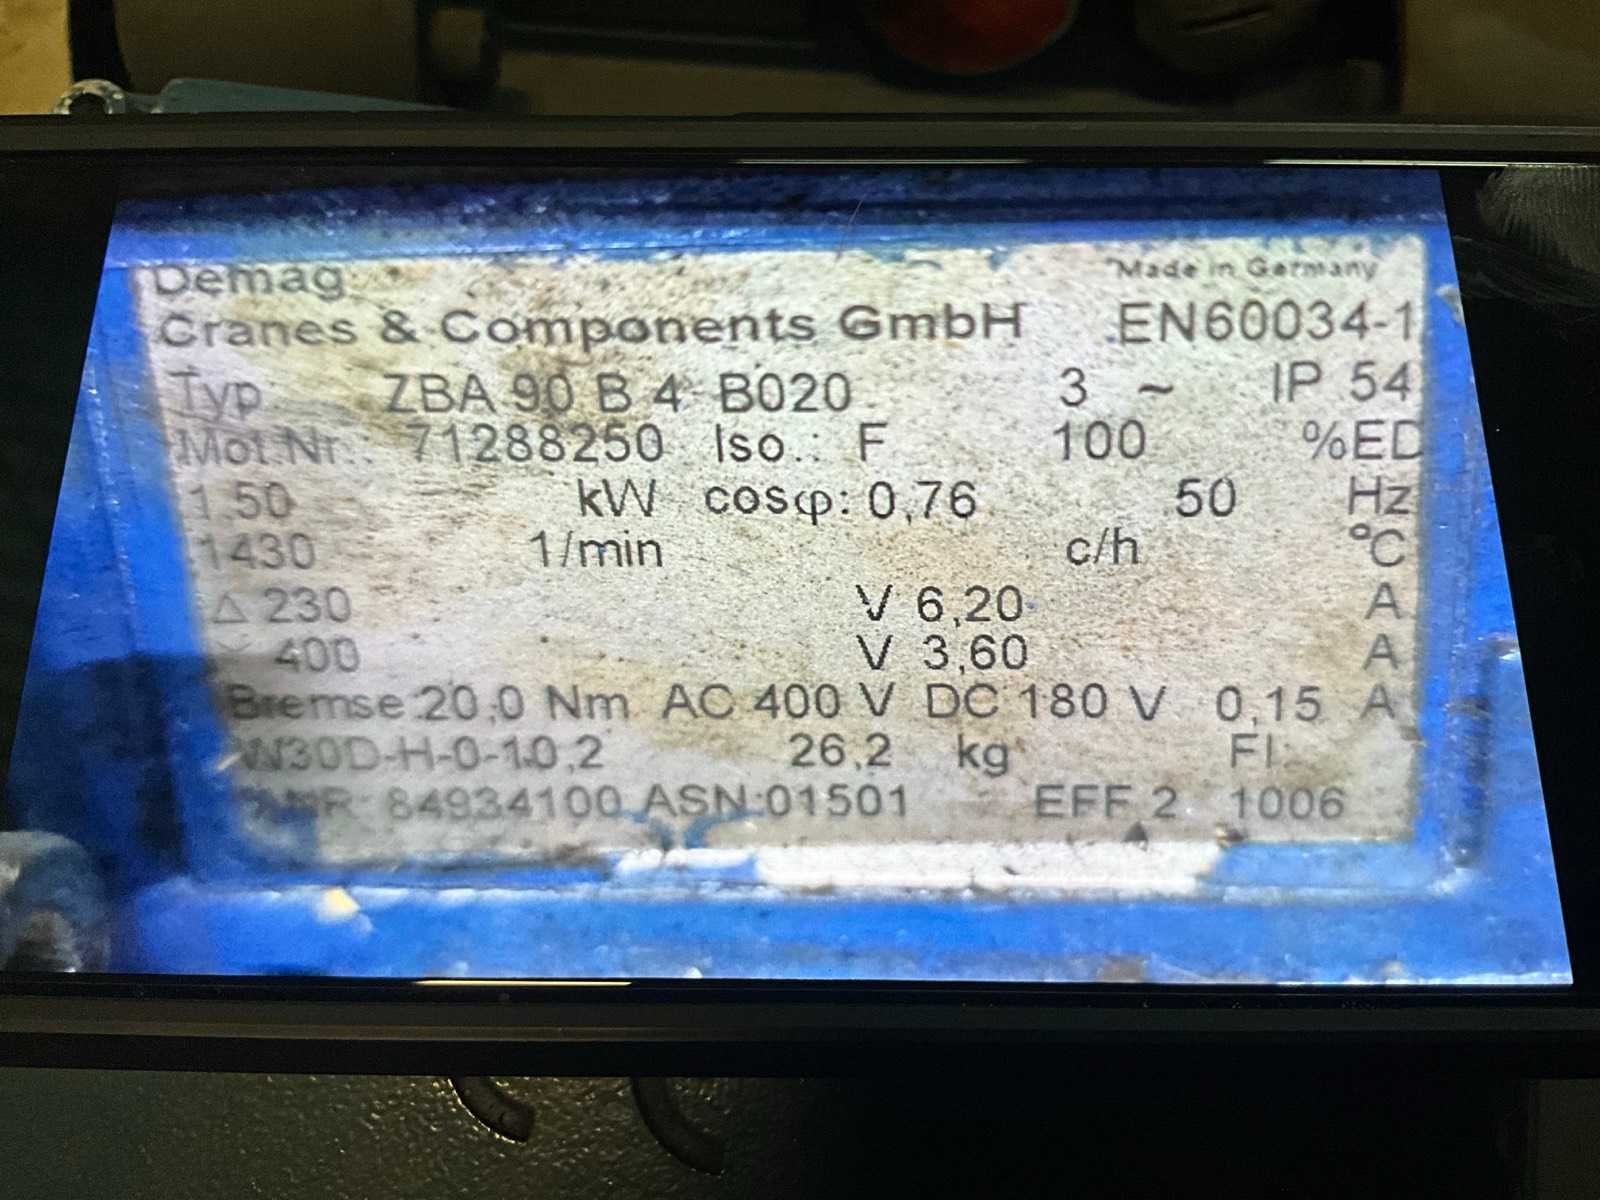 Demag
Made in Germany
Cranes & Components GmbH EN60034-1
Typ ZBA 90 B 4 B020 3 ~ IP 54
Mot.Nr.: 71288250 Iso.: F 100 %ED
1,50 kW cosφ: 0,76 50 Hz
1430 1/min c/h °C
Δ 230 V 6,20 A
400 V 3,60 A
Bremse 20,0 Nm AC 400 V DC 180 V 0,15 A
W30D-H-0-10,2 26,2 kg FI
84934100 ASN:01501 EFF 2 1006